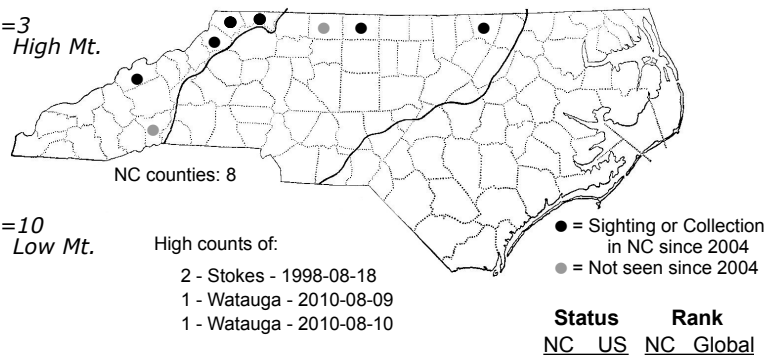 =3
High Mt.
NC counties: 8
=10
Low Mt.
High counts of:
2 - Stokes - 1998-08-18
1 - Watauga - 2010-08-09
1 - Watauga - 2010-08-10
= Sighting or Collection
in NC since 2004
= Not seen since 2004
Status Rank
NC US NC Global